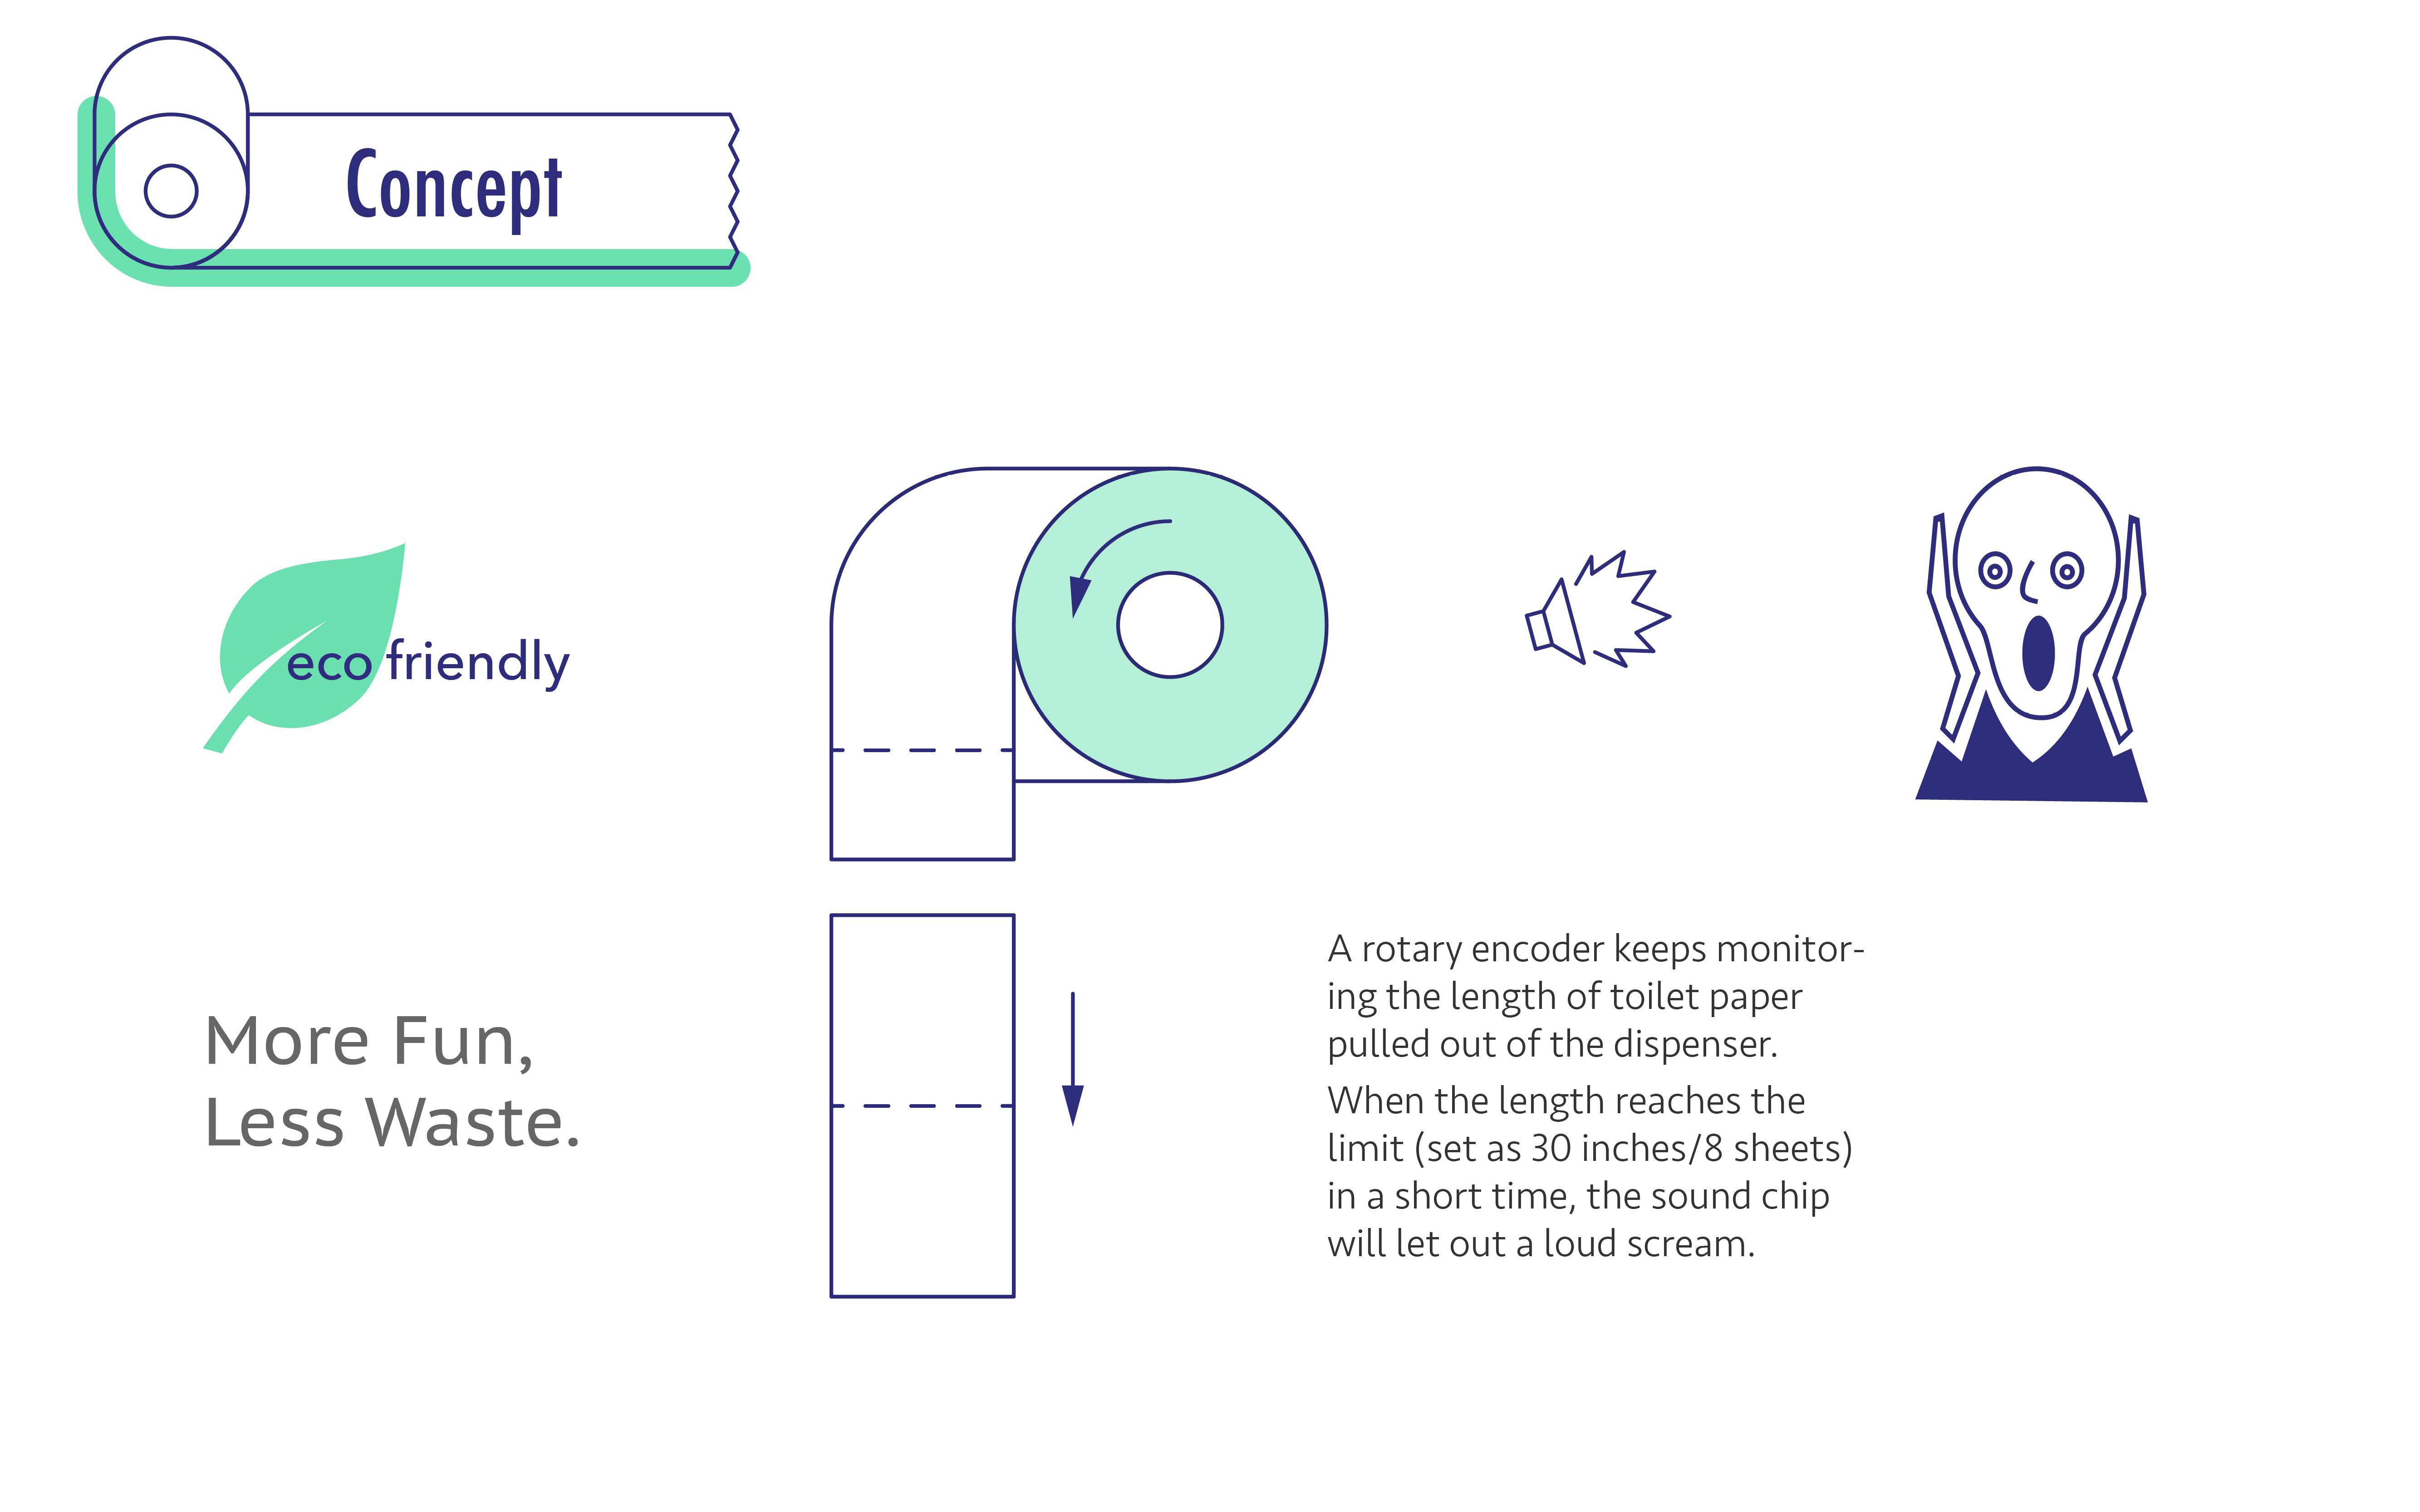 Concept
eco friendly
More Fun,
Less Waste.
A rotary encoder keeps monitor-
ing the length of toilet paper
pulled out of the dispenser.
When the length reaches the
limit (set as 30 inches/8 sheets)
in a short time, the sound chip
will let out a loud scream.